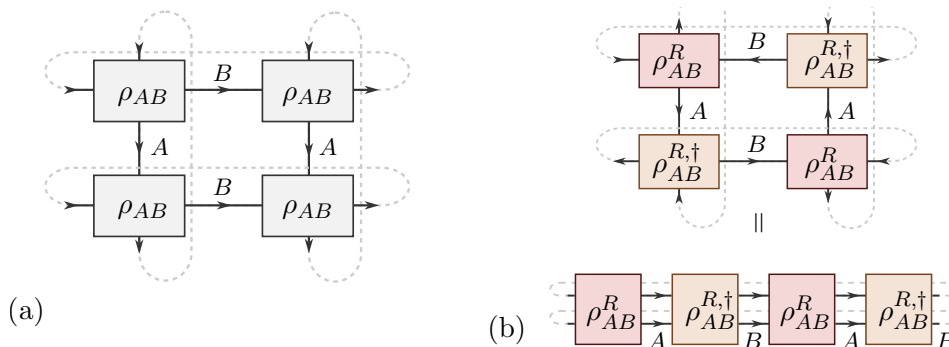 B
ρ_AB ρ_AB
A A
B
ρ_AB ρ_AB
(a)
B
ρ^R_AB ρ^{R,†}_AB
A A
B
ρ^{R,†}_AB ρ^R_AB
||
ρ^R_AB ρ^{R,†}_AB ρ^R_AB ρ^{R,†}_AB
(b) A B A B